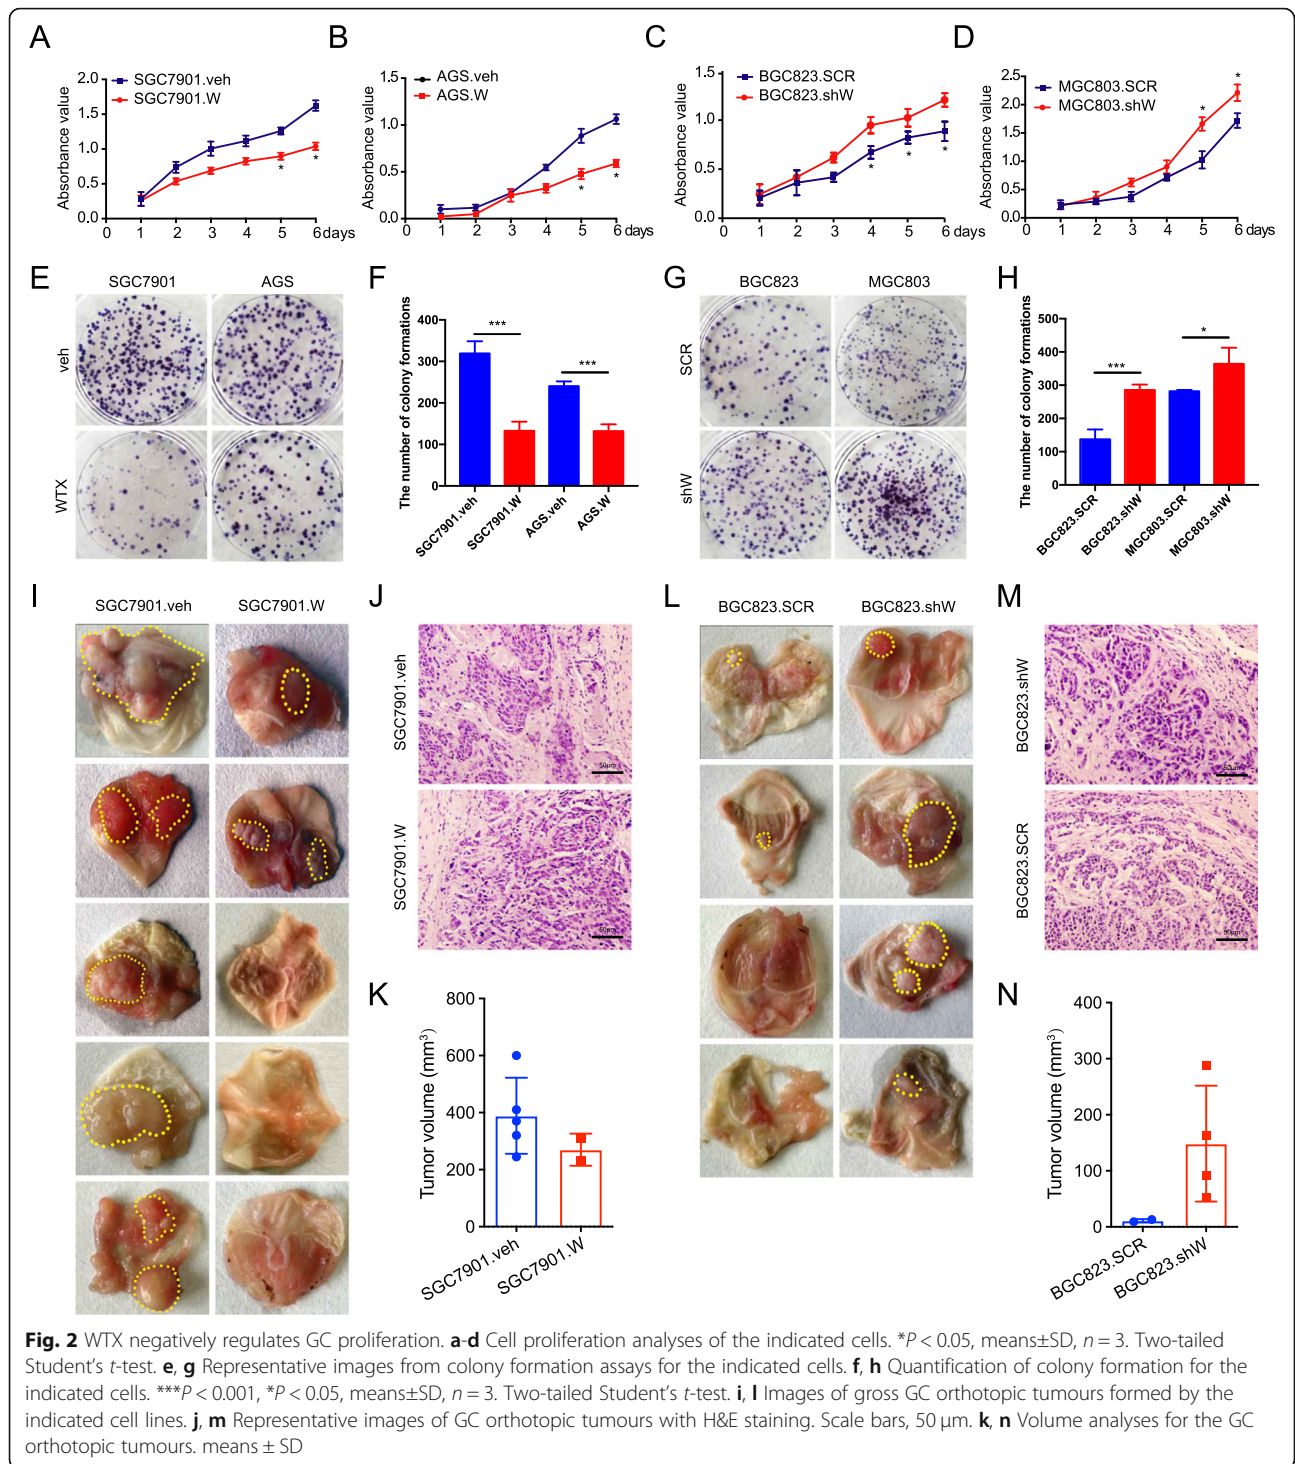 A
B
C
D
Absorbance value
2.0
1.5
1.0
0.5
0.0
SGC7901.veh
SGC7901.W
*
*
0 1 2 3 4 5 6 days
Absorbance value
1.5
1.0
0.5
0.0
AGS.veh
AGS.W
*
*
0 1 2 3 4 5 6 days
Absorbance value
1.5
1.0
0.5
0.0
BGC823.SCR
BGC823.shW
*
*
*
0 1 2 3 4 5 6 days
Absorbance value
2.5
2.0
1.5
1.0
0.5
0.0
MGC803.SCR
MGC803.shW
*
*
0 1 2 3 4 5 6 days
E
SGC7901 AGS
veh
WTX
F
The number of colony formations
400
300
200
100
0
***
***
SGC7901.veh
SGC7901.W
AGS.veh
AGS.W
G
BGC823 MGC803
SCR
shW
H
The number of colony formations
500
400
300
200
100
0
***
*
BGC823.SCR
BGC823.shW
MGC803.SCR
MGC803.shW
I
SGC7901.veh SGC7901.W
J
SGC7901.veh
50μm
SGC7901.W
50μm
K
Tumor volume (mm³)
800
600
400
200
0
SGC7901.veh
SGC7901.W
L
BGC823.SCR BGC823.shW
M
BGC823.shW
50μm
BGC823.SCR
50μm
N
Tumor volume (mm³)
400
300
200
100
0
BGC823.SCR
BGC823.shW
Fig. 2 WTX negatively regulates GC proliferation. a-d Cell proliferation analyses of the indicated cells. *P < 0.05, means±SD, n = 3. Two-tailed
Student's t-test. e, g Representative images from colony formation assays for the indicated cells. f, h Quantification of colony formation for the
indicated cells. ***P < 0.001, *P < 0.05, means±SD, n = 3. Two-tailed Student's t-test. i, l Images of gross GC orthotopic tumours formed by the
indicated cell lines. j, m Representative images of GC orthotopic tumours with H&E staining. Scale bars, 50 μm. k, n Volume analyses for the GC
orthotopic tumours. means ± SD